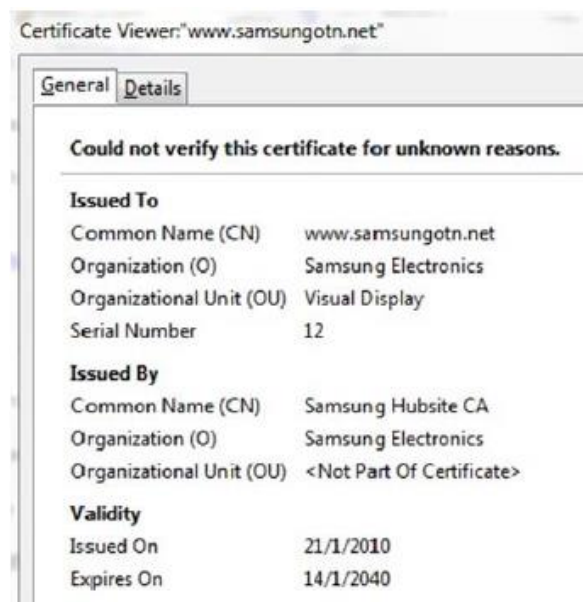 Certificate Viewer:"www.samsungotn.net"
General Details
Could not verify this certificate for unknown reasons.
Issued To
Common Name (CN) www.samsungotn.net
Organization (O) Samsung Electronics
Organizational Unit (OU) Visual Display
Serial Number 12
Issued By
Common Name (CN) Samsung Hubsite CA
Organization (O) Samsung Electronics
Organizational Unit (OU) <Not Part Of Certificate>
Validity
Issued On 21/1/2010
Expires On 14/1/2040